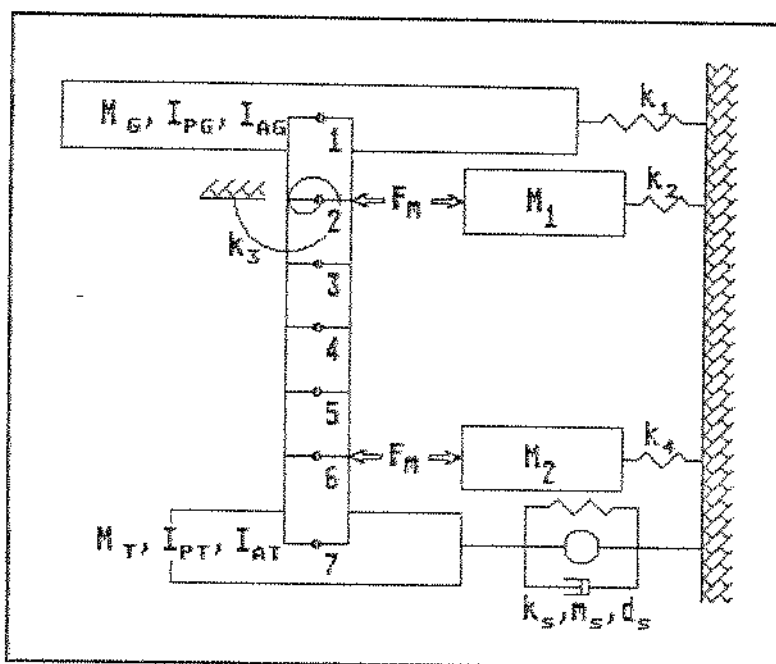 M_G, I_PG, I_AG
1
k_1
2
F_M
M_1
k_2
k_3
3
4
5
6
F_M
M_2
k_4
M_T, I_PT, I_AT
7
k_s, m_s, d_s